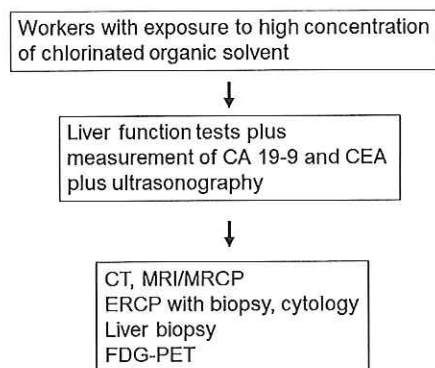 Workers with exposure to high concentration
of chlorinated organic solvent
Liver function tests plus
measurement of CA 19-9 and CEA
plus ultrasonography
CT, MRI/MRCP
ERCP with biopsy, cytology
Liver biopsy
FDG-PET